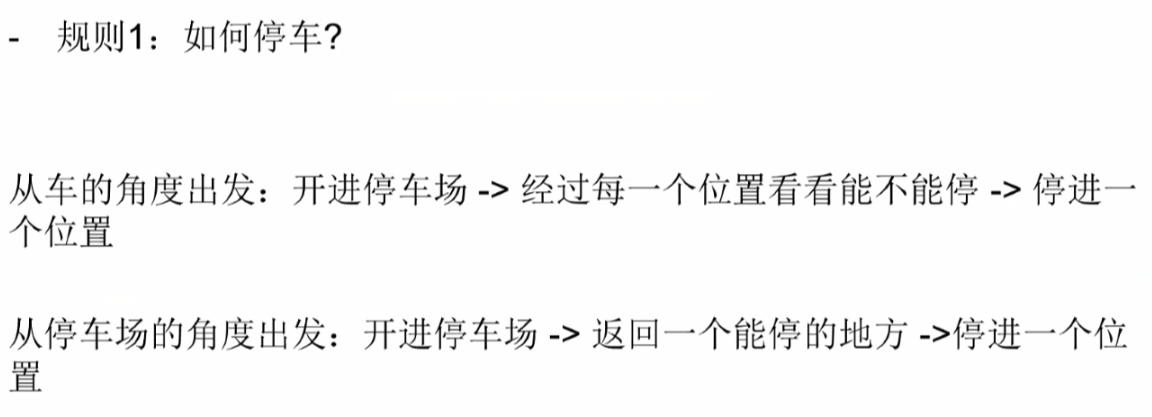 - 规则1：如何停车?
从车的角度出发：开进停车场 -> 经过每一个位置看看能不能停 -> 停进一
个位置
从停车场的角度出发：开进停车场 -> 返回一个能停的地方 ->停进一个位
置